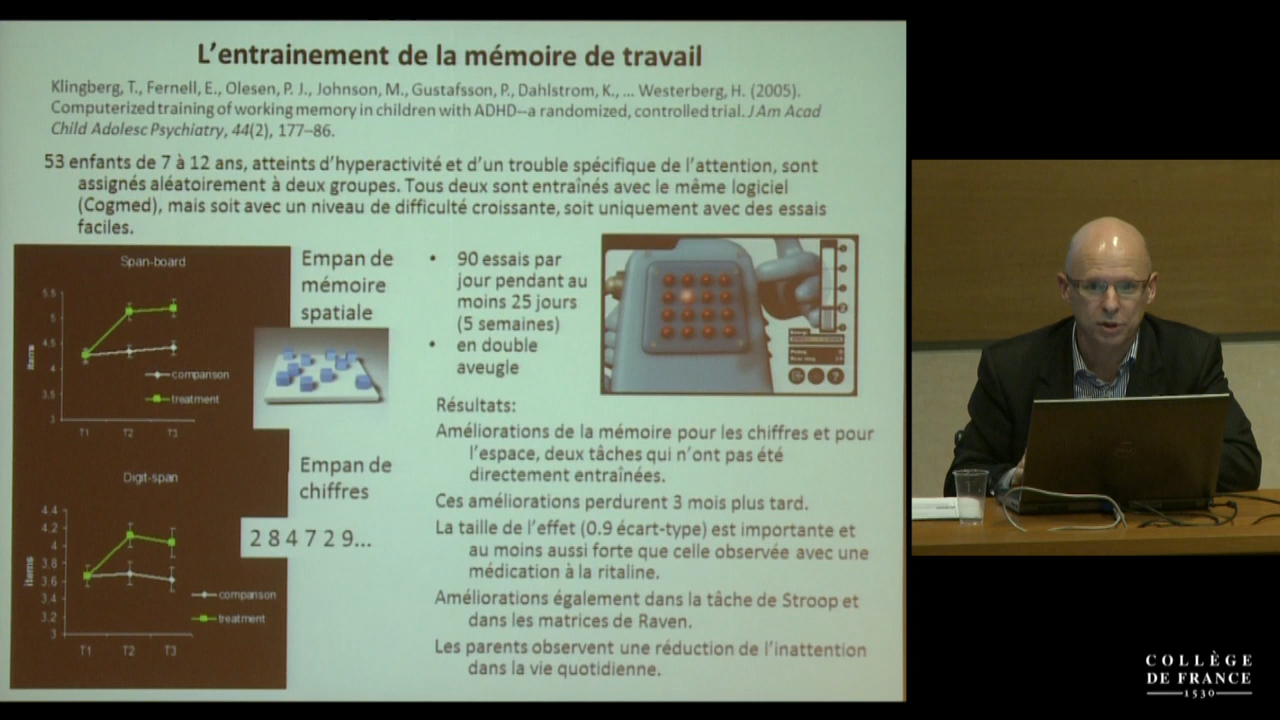 L'entrainement de la mémoire de travail
Klingberg, T., Fernell, E., Olesen, P. J., Johnson, M., Gustafsson, P., Dahlstrom, K., ... Westerberg, H. (2005).
Computerized training of working memory in children with ADHD--a randomized, controlled trial. J Am Acad
Child Adolesc Psychiatry, 44(2), 177–86.
53 enfants de 7 à 12 ans, atteints d'hyperactivité et d'un trouble spécifique de l'attention, sont
assignés aléatoirement à deux groupes. Tous deux sont entraînés avec le même logiciel
(Cogmed), mais soit avec un niveau de difficulté croissante, soit uniquement avec des essais
faciles.
Span-board
5.5
5
4.5
4
3.5
3
items
comparison
treatment
T1 T2 T3
Empan de
mémoire
spatiale
• 90 essais par
jour pendant au
moins 25 jours
(5 semaines)
• en double
aveugle
Digit-span
4.4
4.2
4
3.8
3.6
3.4
3.2
3
items
comparison
treatment
T1 T2 T3
Empan de
chiffres
2 8 4 7 2 9...
Résultats:
Améliorations de la mémoire pour les chiffres et pour
l'espace, deux tâches qui n'ont pas été
directement entraînées.
Ces améliorations perdurent 3 mois plus tard.
La taille de l'effet (0.9 écart-type) est importante et
au moins aussi forte que celle observée avec une
médication à la ritaline.
Améliorations également dans la tâche de Stroop et
dans les matrices de Raven.
Les parents observent une réduction de l'inattention
dans la vie quotidienne.
COLLÈGE
DE FRANCE
1530